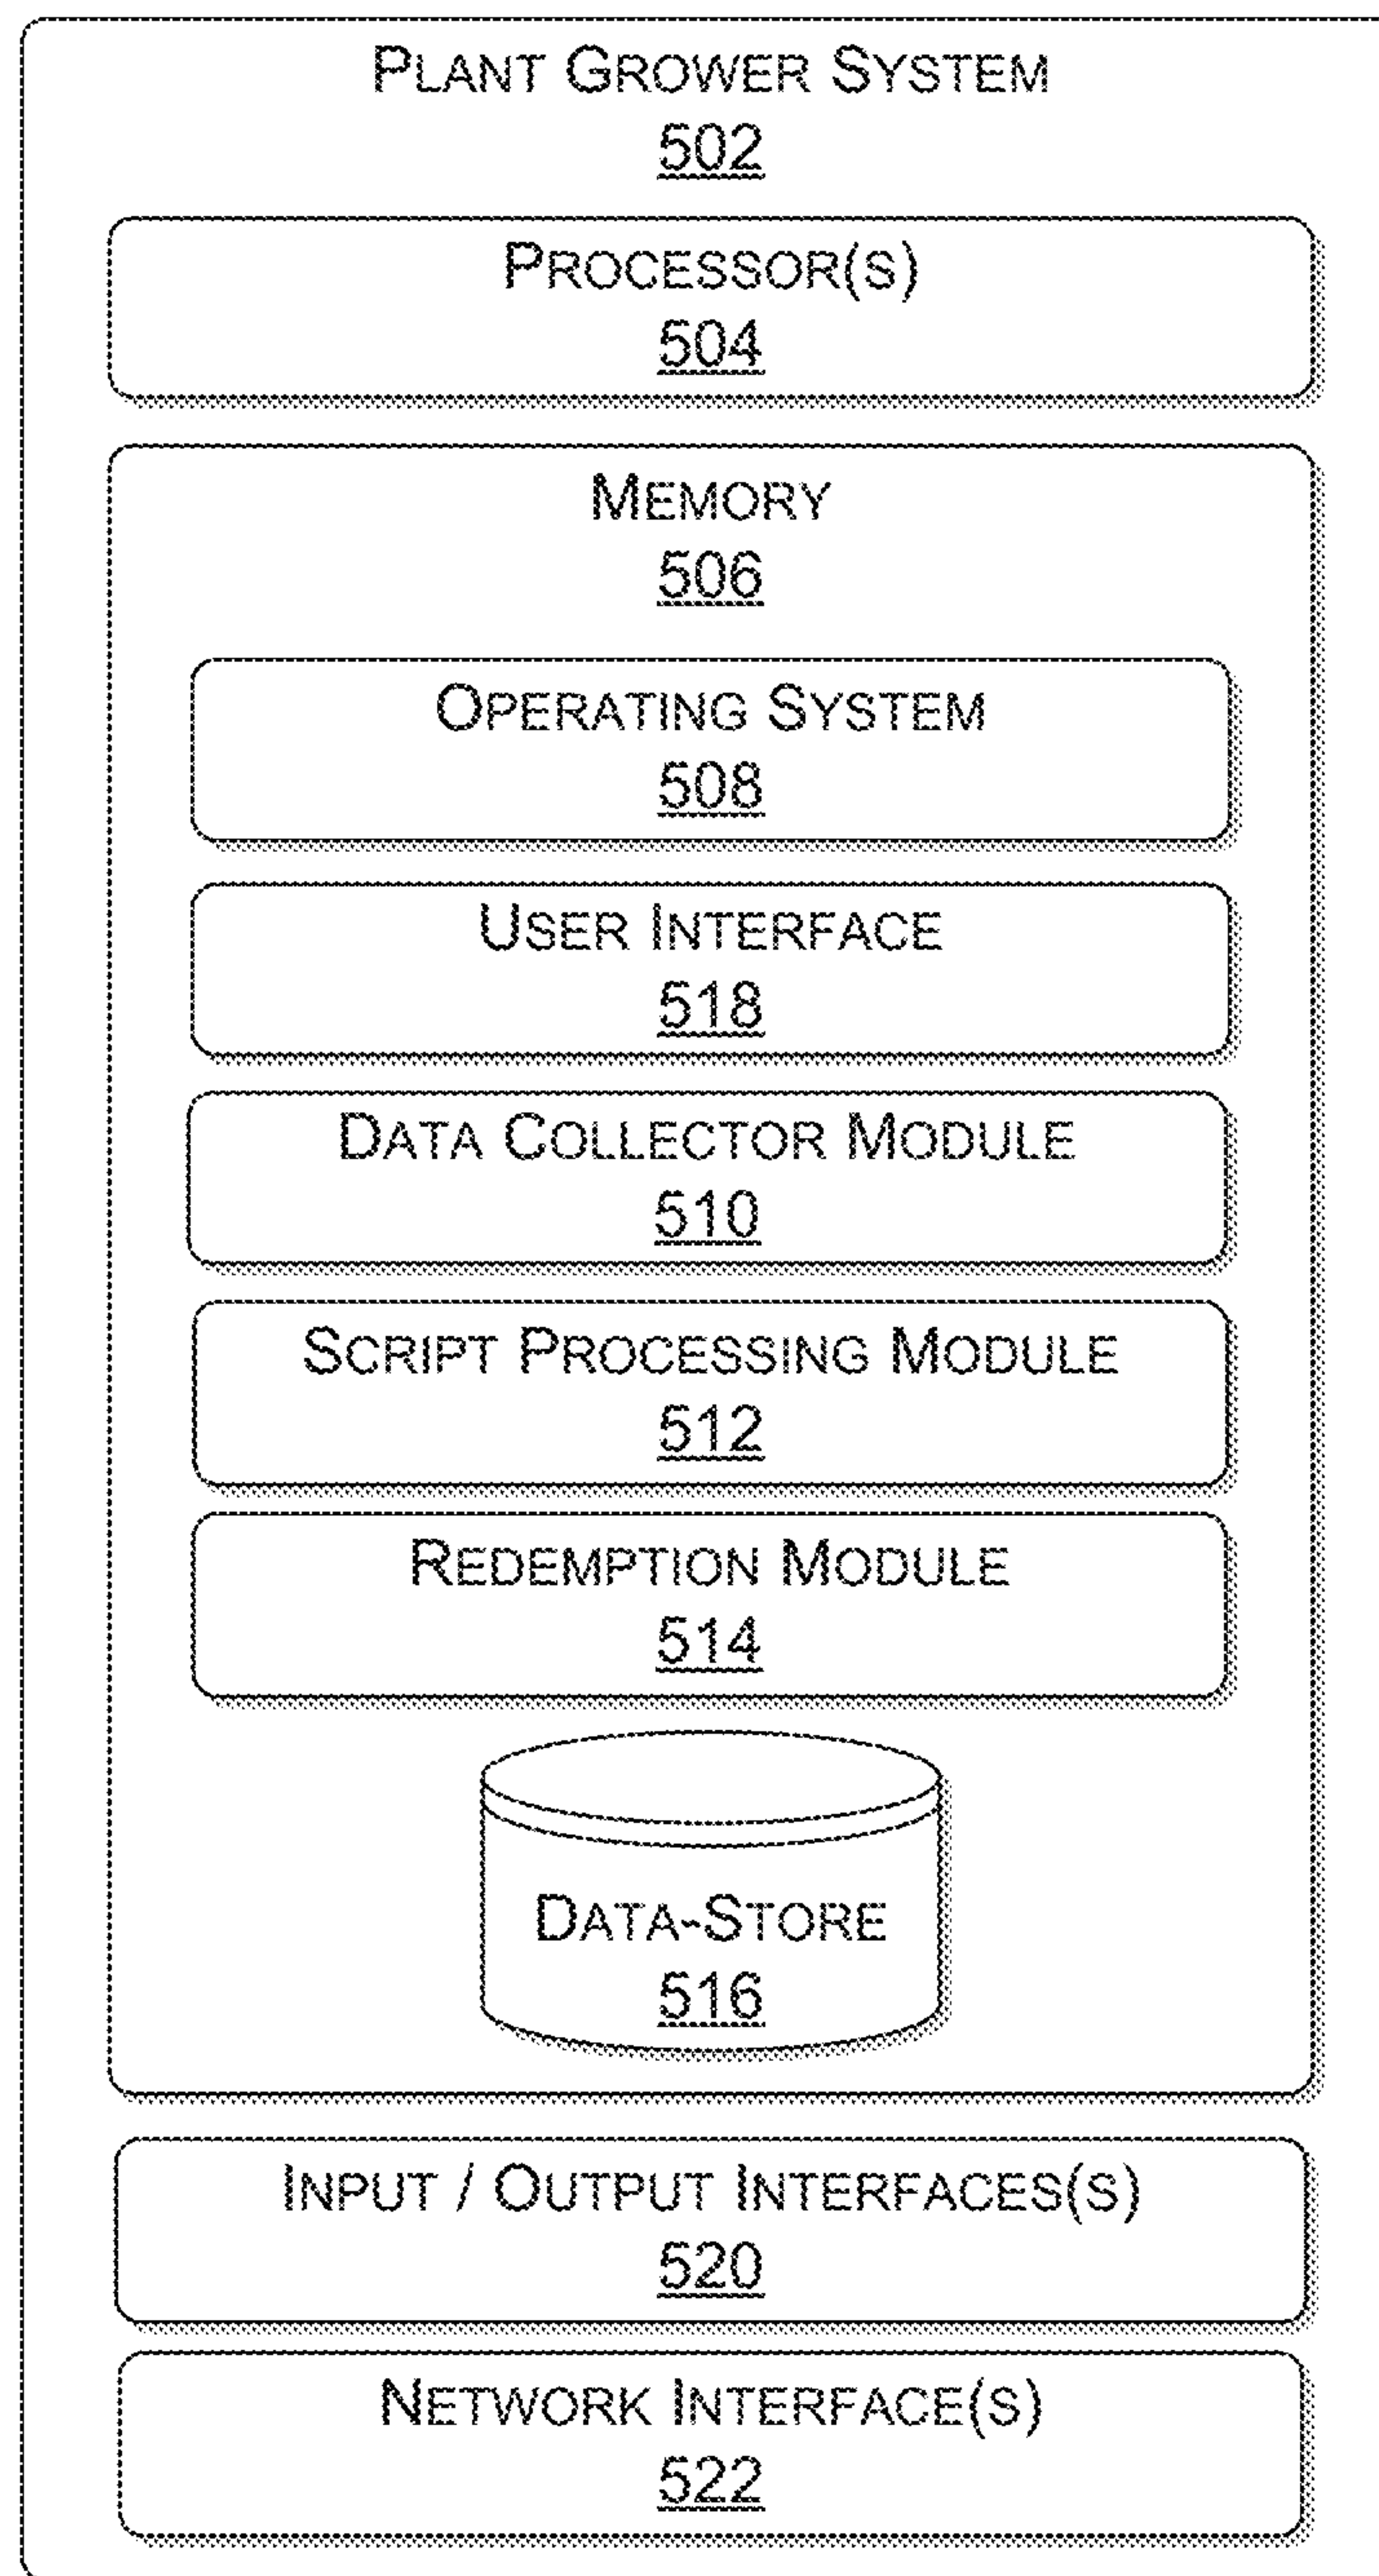 PLANT GROWER SYSTEM
502
PROCESSOR(S)
504
MEMORY
506
OPERATING SYSTEM
508
USER INTERFACE
518
DATA COLLECTOR MODULE
510
SCRIPT PROCESSING MODULE
512
REDEMPTION MODULE
514
DATA-STORE
516
INPUT / OUTPUT INTERFACES(S)
520
NETWORK INTERFACE(S)
522